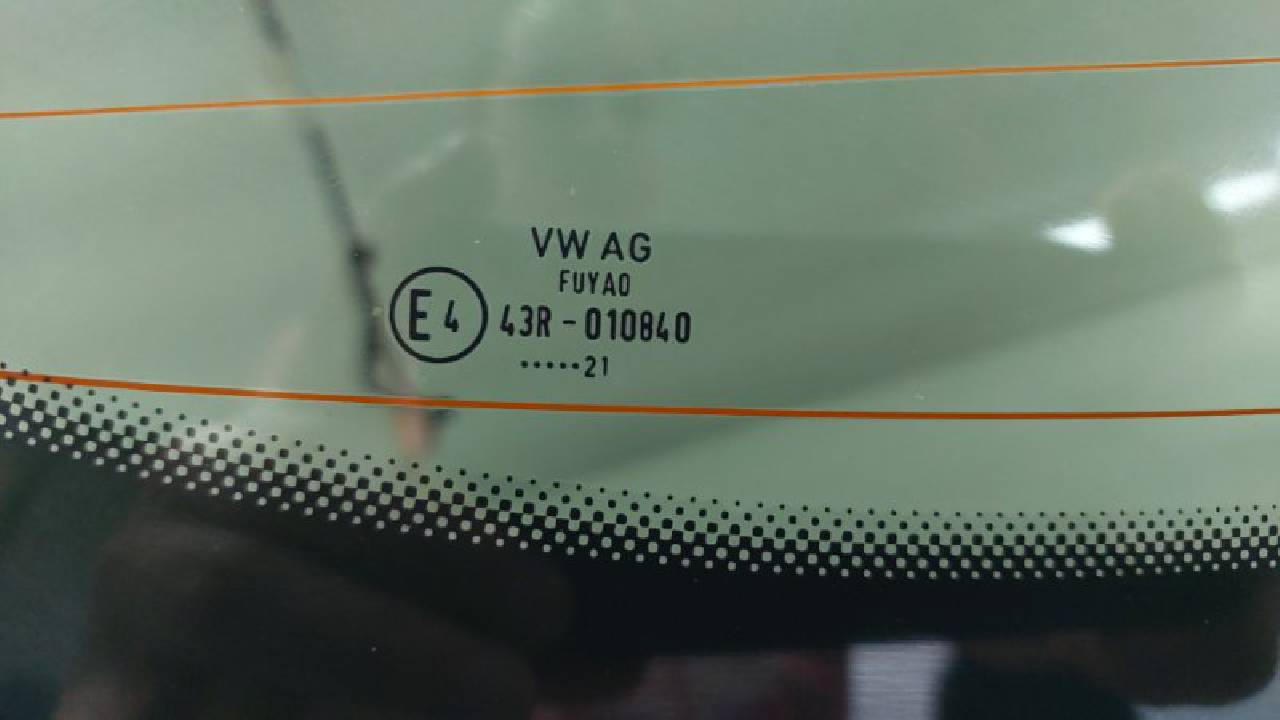 VW AG
FUYAO
E4 43R-010840
•••••21